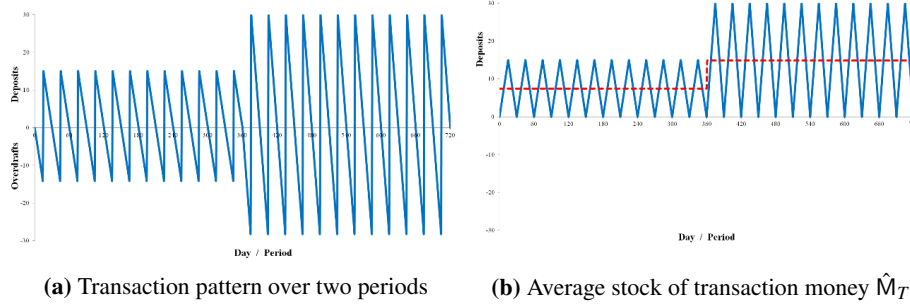 30
20
10
0
-10
-20
-30
Deposits
Overdrafts
0 60 120 180 240 300 360 420 480 540 600 660 720
Day / Period
(a) Transaction pattern over two periods
30
20
10
0
-10
-20
-30
Deposits
0 60 120 180 240 300 360 420 480 540 600 660 720
Day / Period
(b) Average stock of transaction money M̂_T